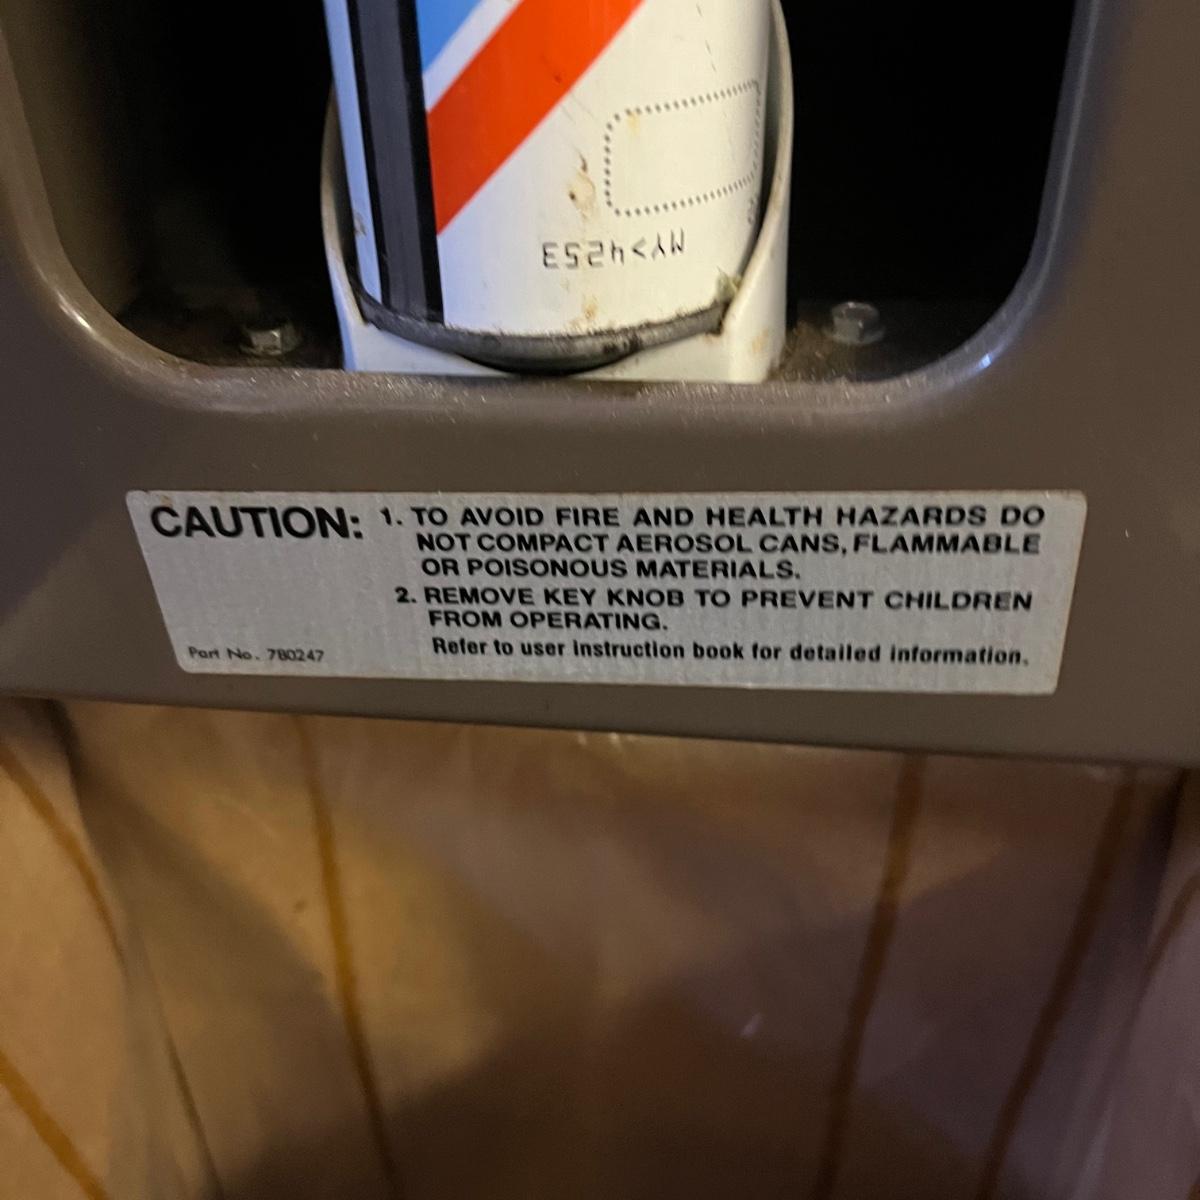 MY>4253
CAUTION: 1. TO AVOID FIRE AND HEALTH HAZARDS DO
NOT COMPACT AEROSOL CANS, FLAMMABLE
OR POISONOUS MATERIALS.
2. REMOVE KEY KNOB TO PREVENT CHILDREN
FROM OPERATING.
Refer to user instruction book for detailed information.
Part No. 780247